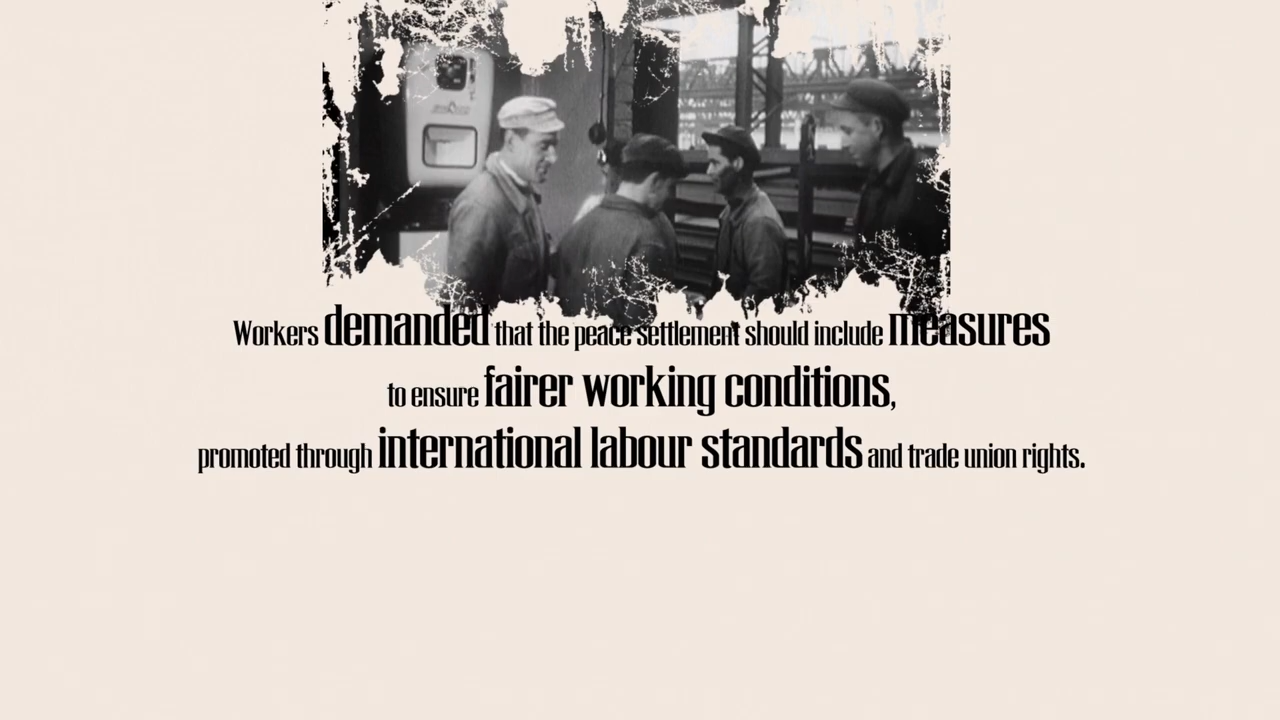 Workers demanded that the peace settlement should include measures
to ensure fairer working conditions,
promoted through international labour standards and trade union rights.